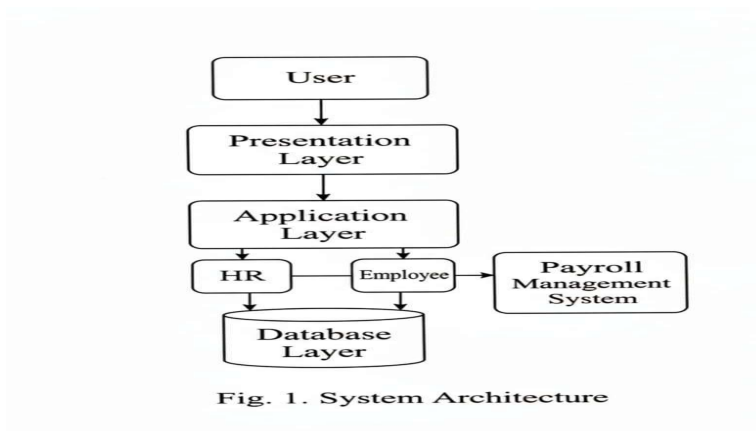 User
Presentation
Layer
Application
Layer
HR
Employee
Payroll
Management
System
Database
Layer
Fig. 1. System Architecture